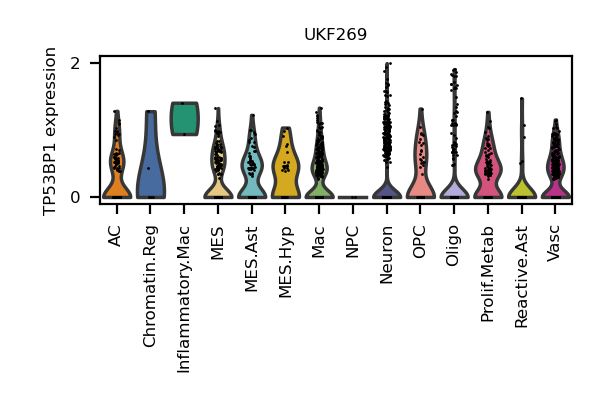 UKF269
TP53BP1 expression
2
0
AC
Chromatin.Reg
Inflammatory.Mac
MES
MES.Ast
MES.Hyp
Mac
NPC
Neuron
OPC
Oligo
Prolif.Metab
Reactive.Ast
Vasc